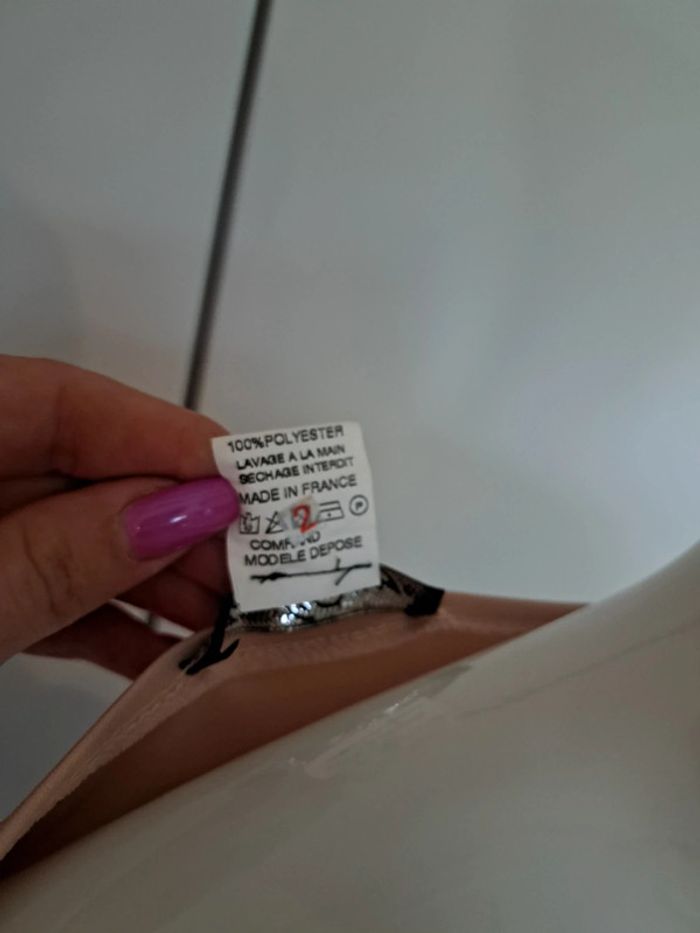 100%POLYESTER
LAVAGE A LA MAIN
SECHAGE INTERDIT
MADE IN FRANCE
2 P
MODELE DEPOSE